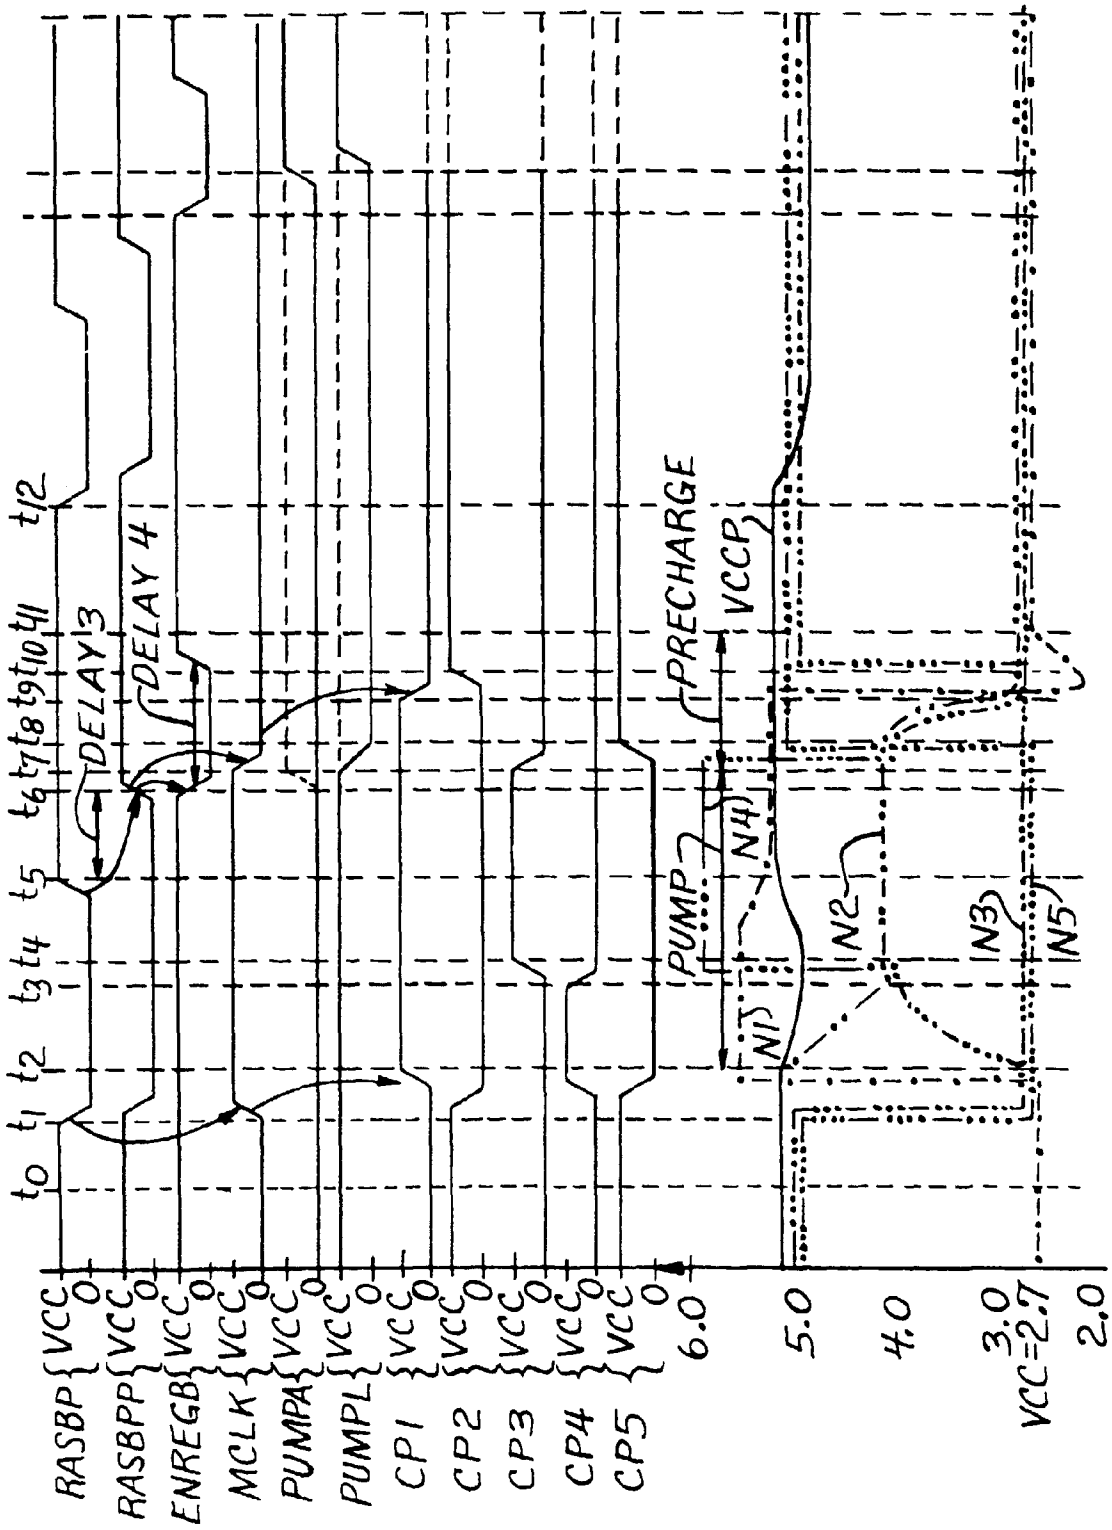 t0 t1 t2 t3 t4 t5 t6 t7 t8 t9 t10 t11 t12
RASBP { VCC 0
RASBPP { VCC 0
DELAY 3
ENREGB { VCC 0
DELAY 4
MCLK { VCC 0
PUMPA { VCC 0
PUMPL { VCC 0
CP1 { VCC 0
CP2 { VCC 0
CP3 { VCC 0
CP4 { VCC 0
CP5 { VCC 0
6.0
PUMP
PRECHARGE
N1
N4
VCCP
5.0
N2
4.0
N3
3.0
VCC=2.7
N5
2.0